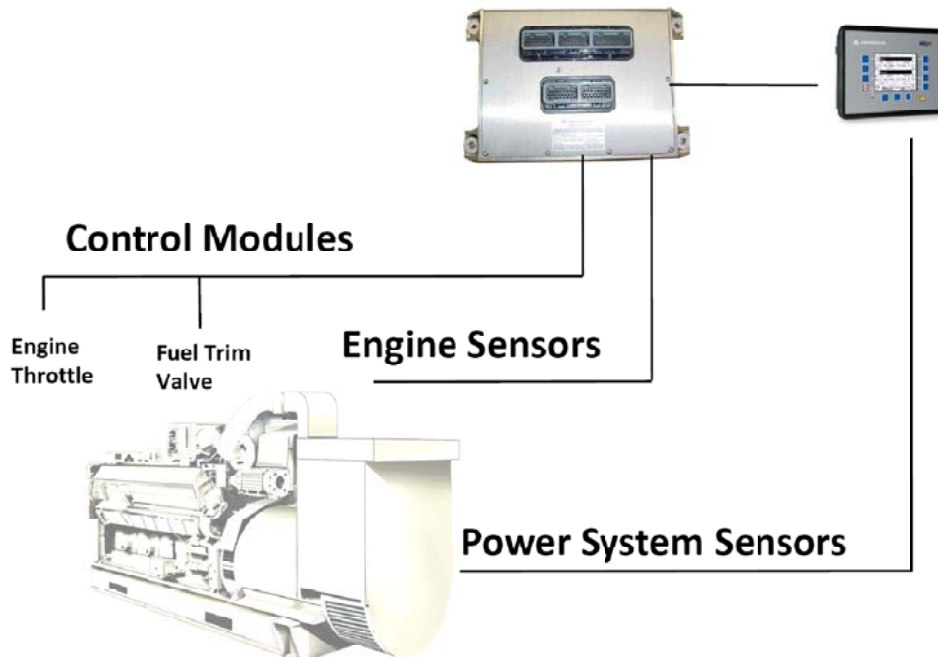 Control Modules
Engine
Throttle
Fuel Trim
Valve
Engine Sensors
Power System Sensors